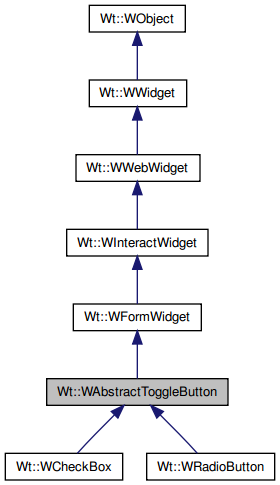 Wt::WObject
Wt::WWidget
Wt::WWebWidget
Wt::WInteractWidget
Wt::WFormWidget
Wt::WAbstractToggleButton
Wt::WCheckBox
Wt::WRadioButton